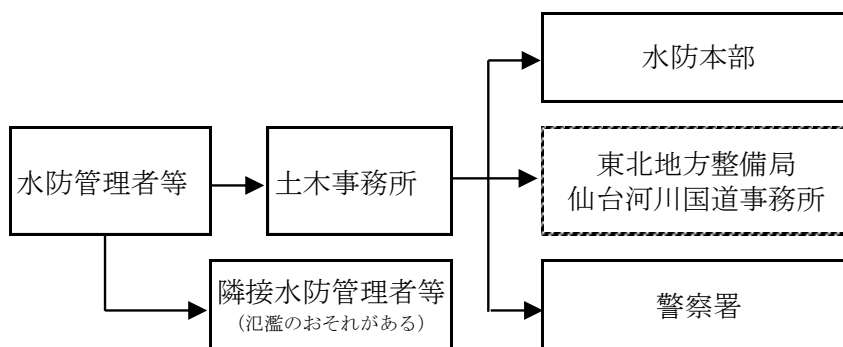 水防本部
水防管理者等
土木事務所
東北地方整備局
仙台河川国道事務所
隣接水防管理者等
（氾濫のおそれがある）
警察署